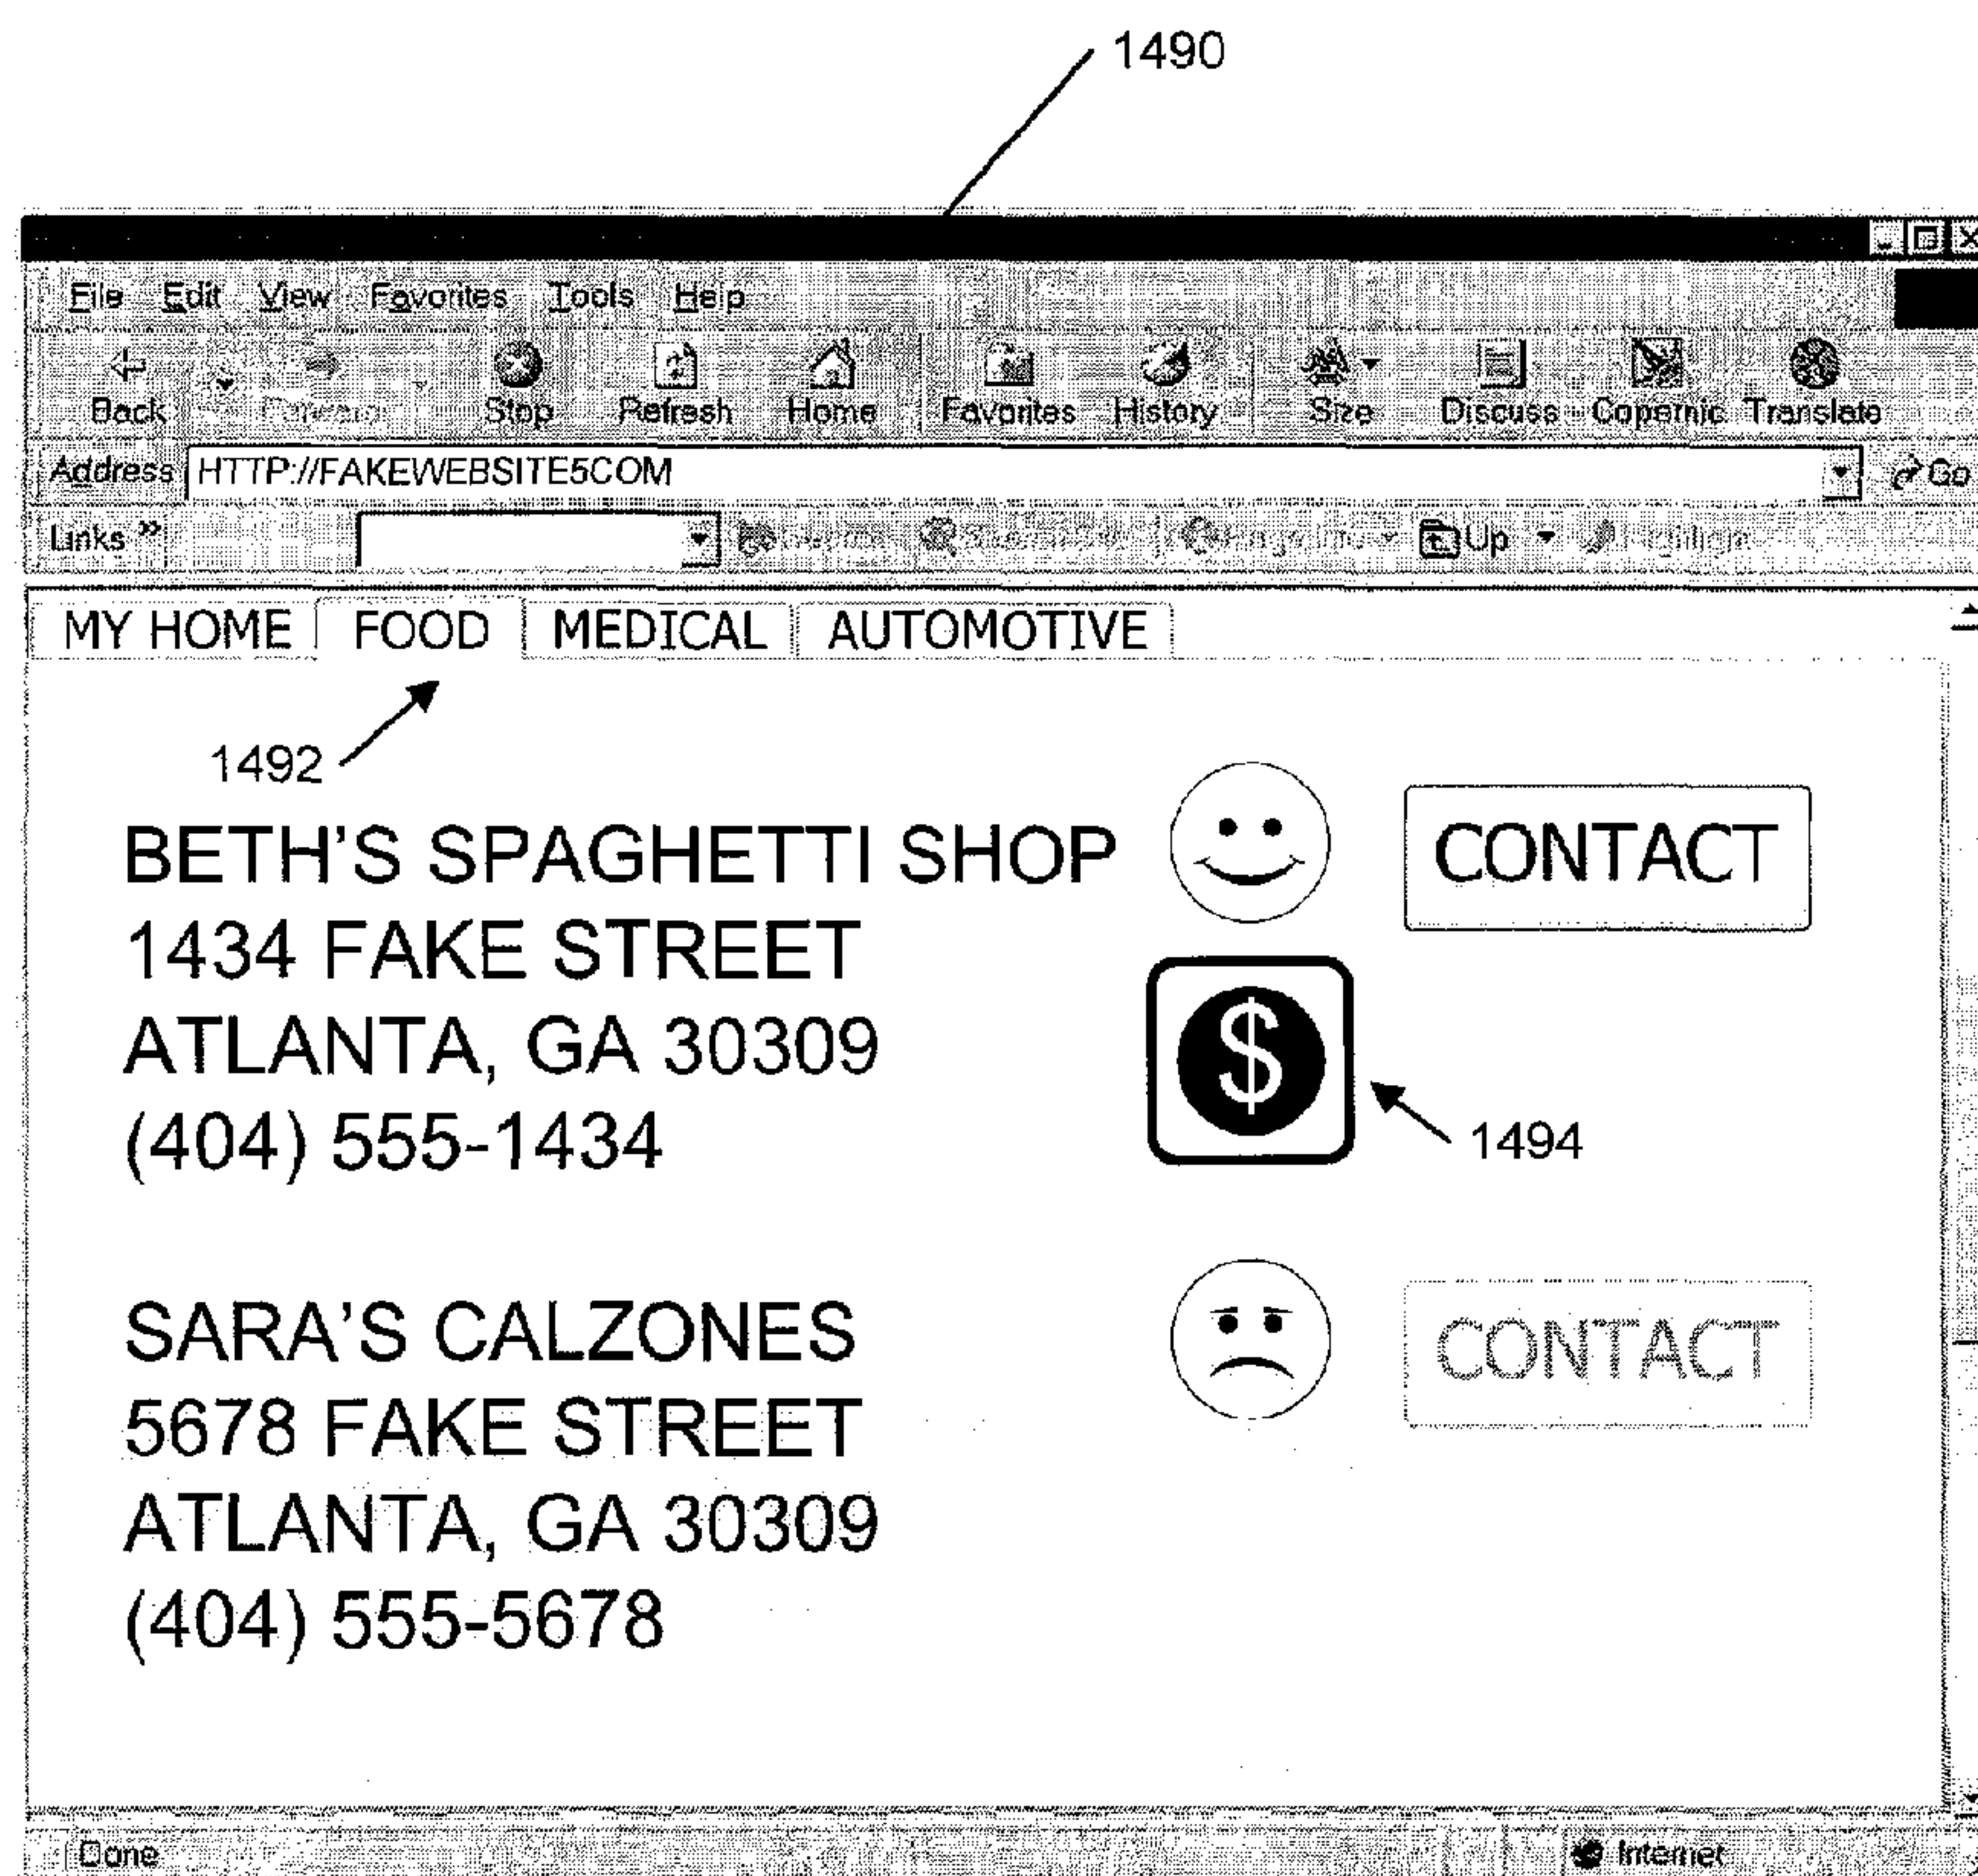 1490
File Edit View Favorites Tools Help
Back Stop Refresh Home Favorites History Size Discuss Copernic Translate
Address HTTP://FAKEWEBSITE5COM Go
Links » Up
MY HOME FOOD MEDICAL AUTOMOTIVE
1492
BETH'S SPAGHETTI SHOP CONTACT
1434 FAKE STREET
ATLANTA, GA 30309
$
(404) 555-1434
1494
SARA'S CALZONES CONTACT
5678 FAKE STREET
ATLANTA, GA 30309
(404) 555-5678
Done Internet